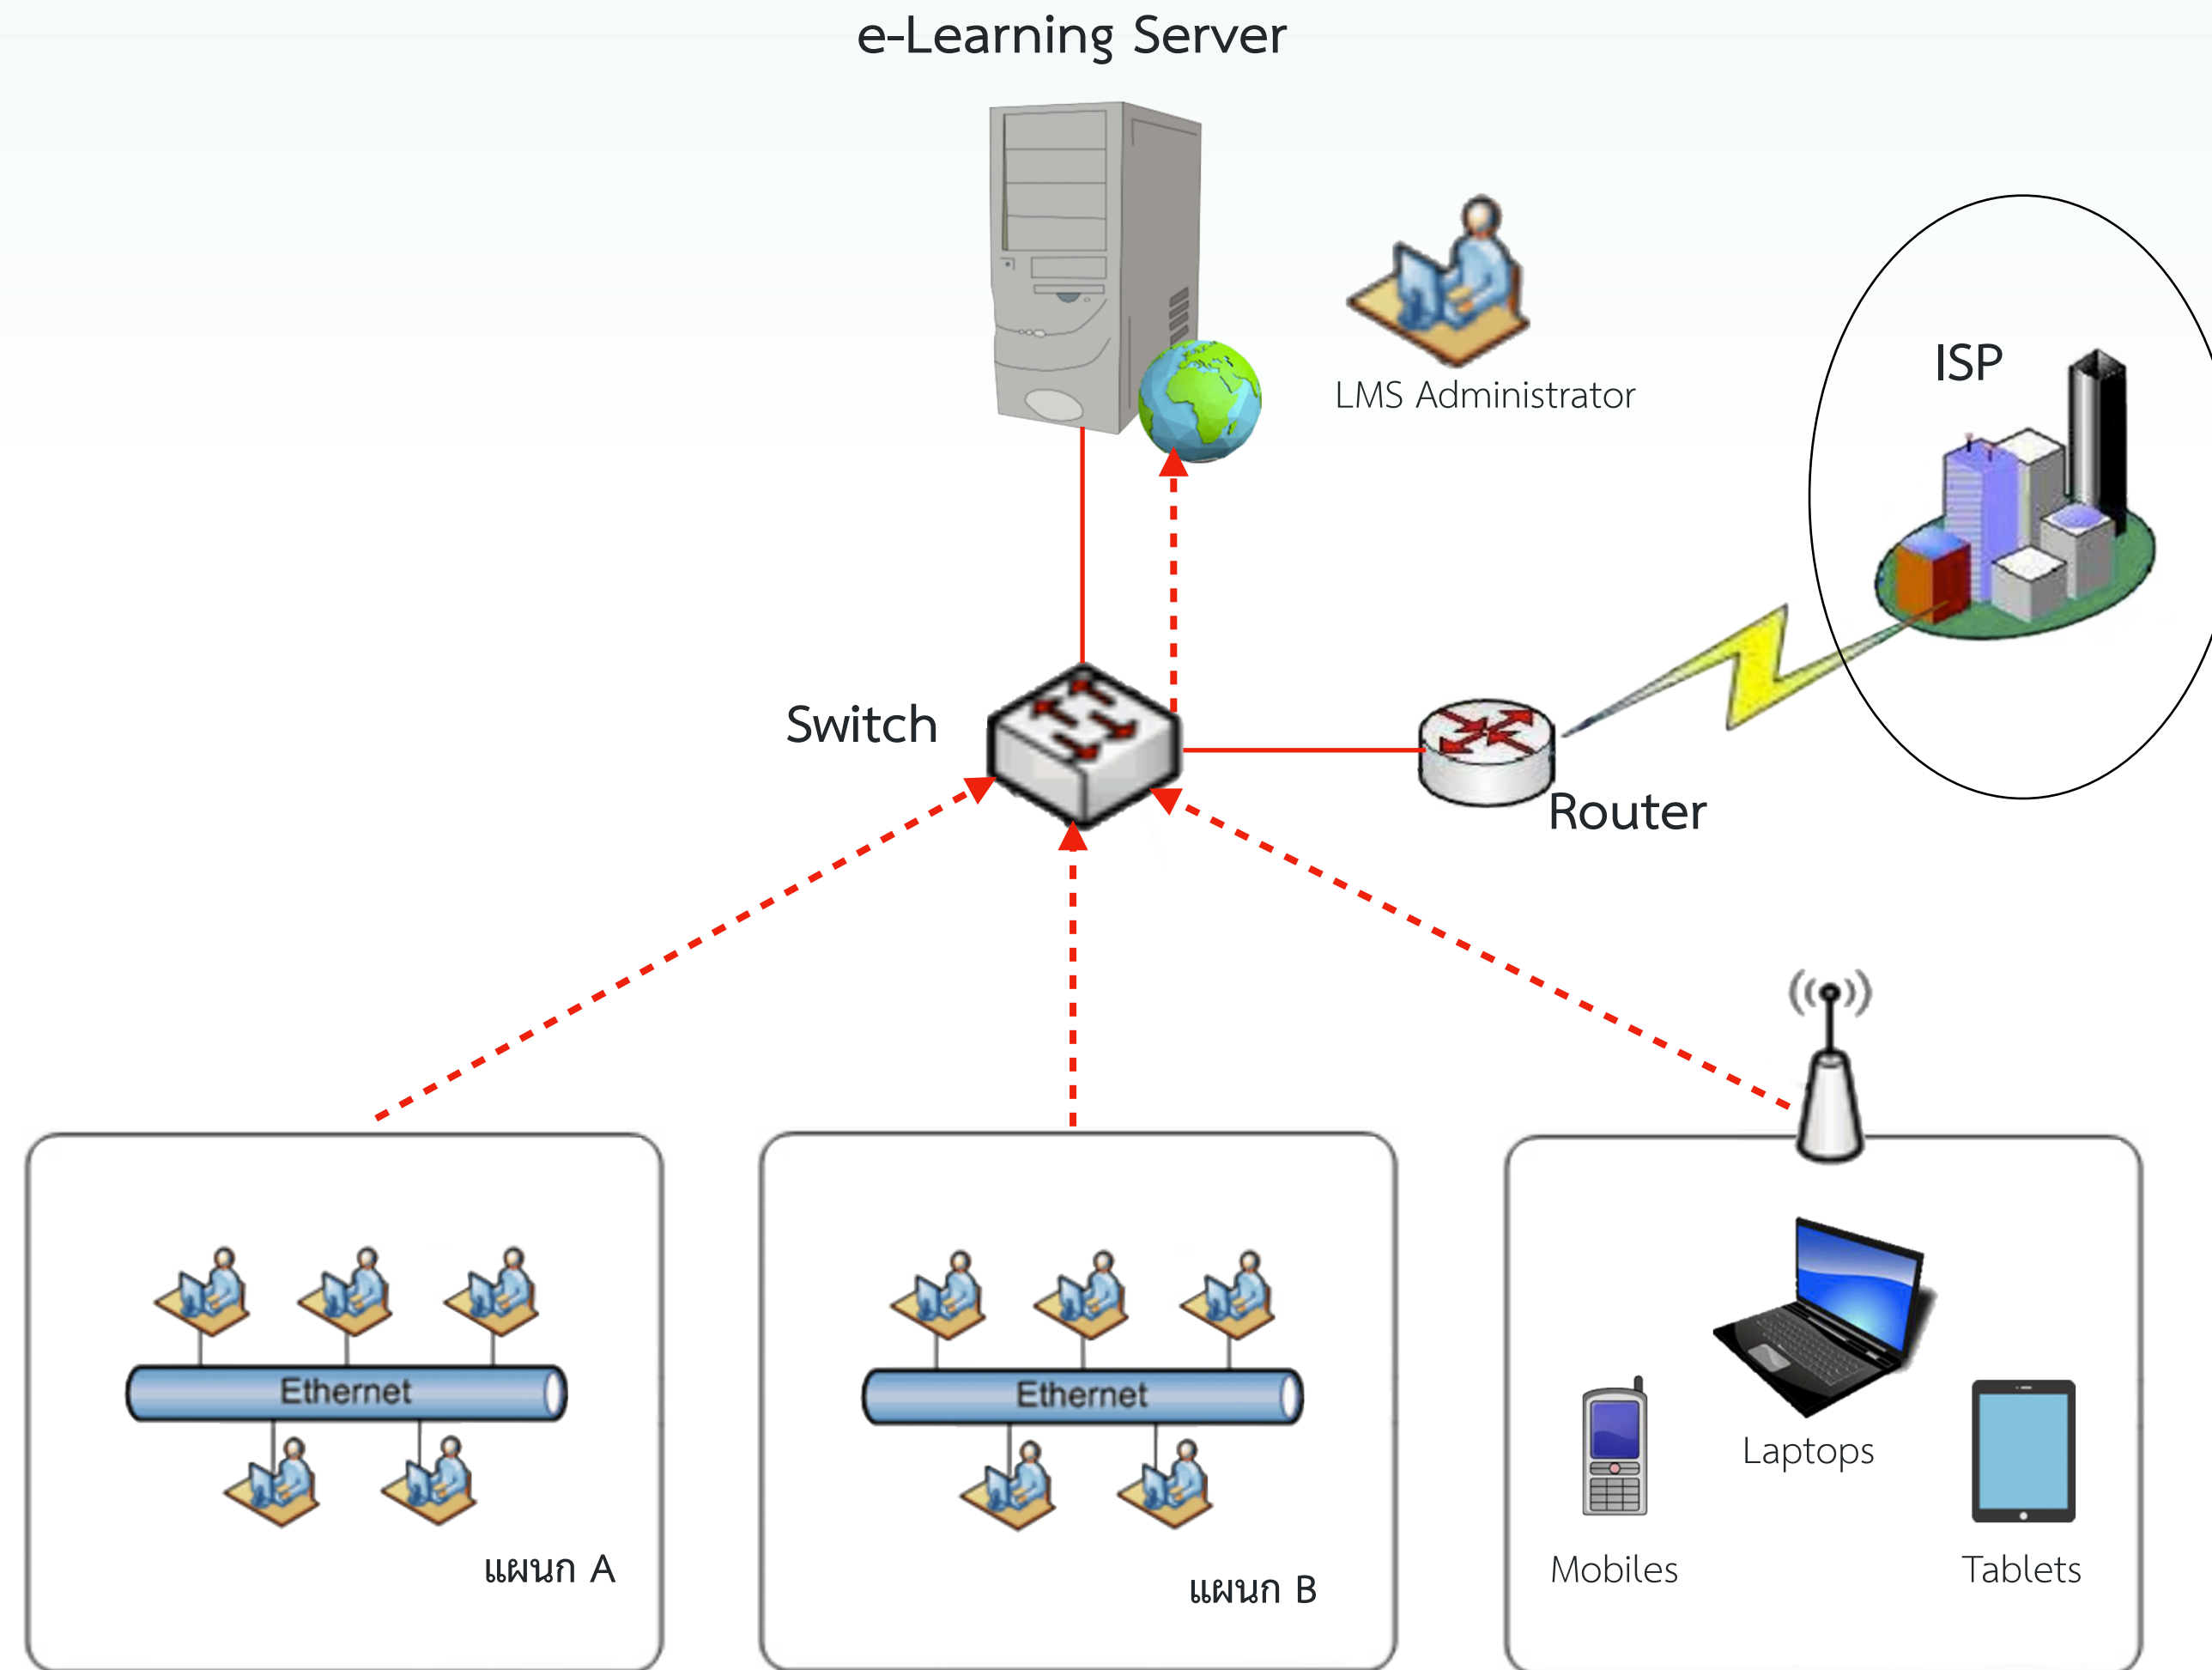 e-Learning Server
LMS Administrator
ISP
Switch
Router
Ethernet
แผนก A
Ethernet
แผนก B
Laptops
Mobiles
Tablets